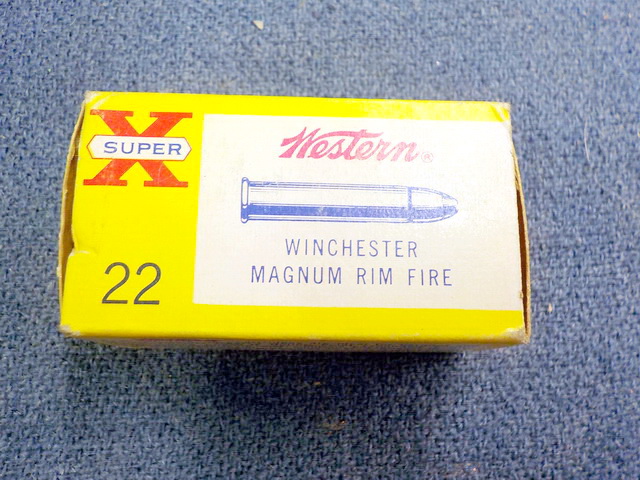 X
SUPER
22
Western®
WINCHESTER
MAGNUM RIM FIRE